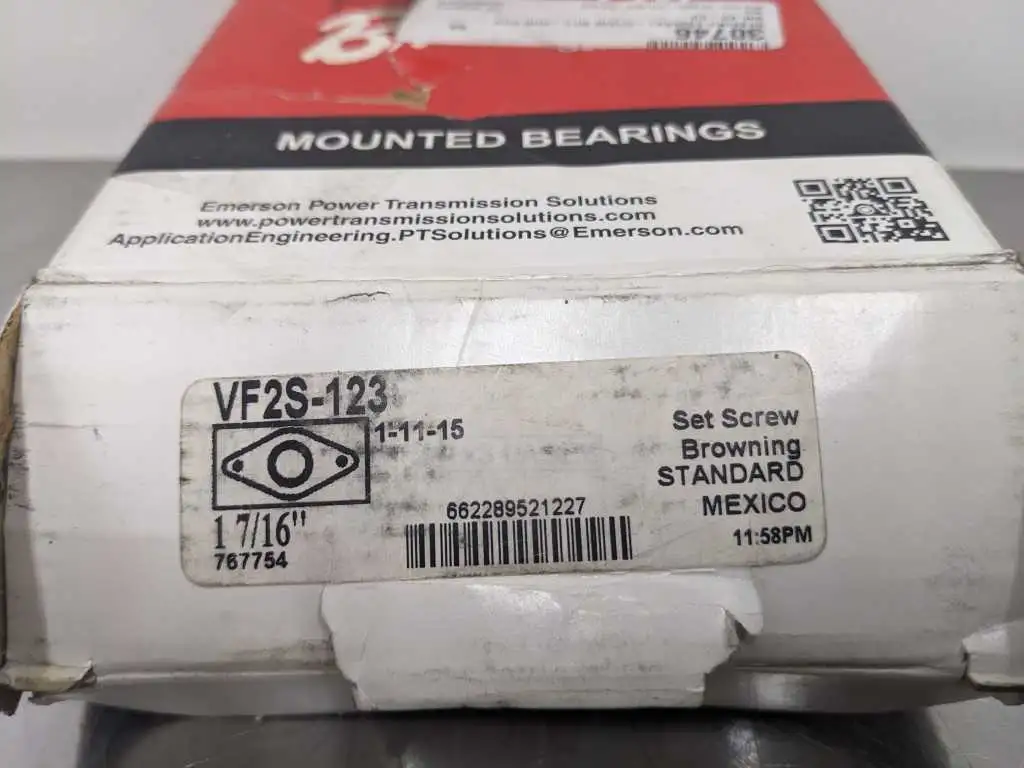 30746
MOUNTED BEARINGS
Emerson Power Transmission Solutions
www.powertransmissionsolutions.com
ApplicationEngineering.PTSolutions@Emerson.com
VF2S-123
1-11-15
1 7/16"
767754
662289521227
Set Screw
Browning
STANDARD
MEXICO
11:58PM